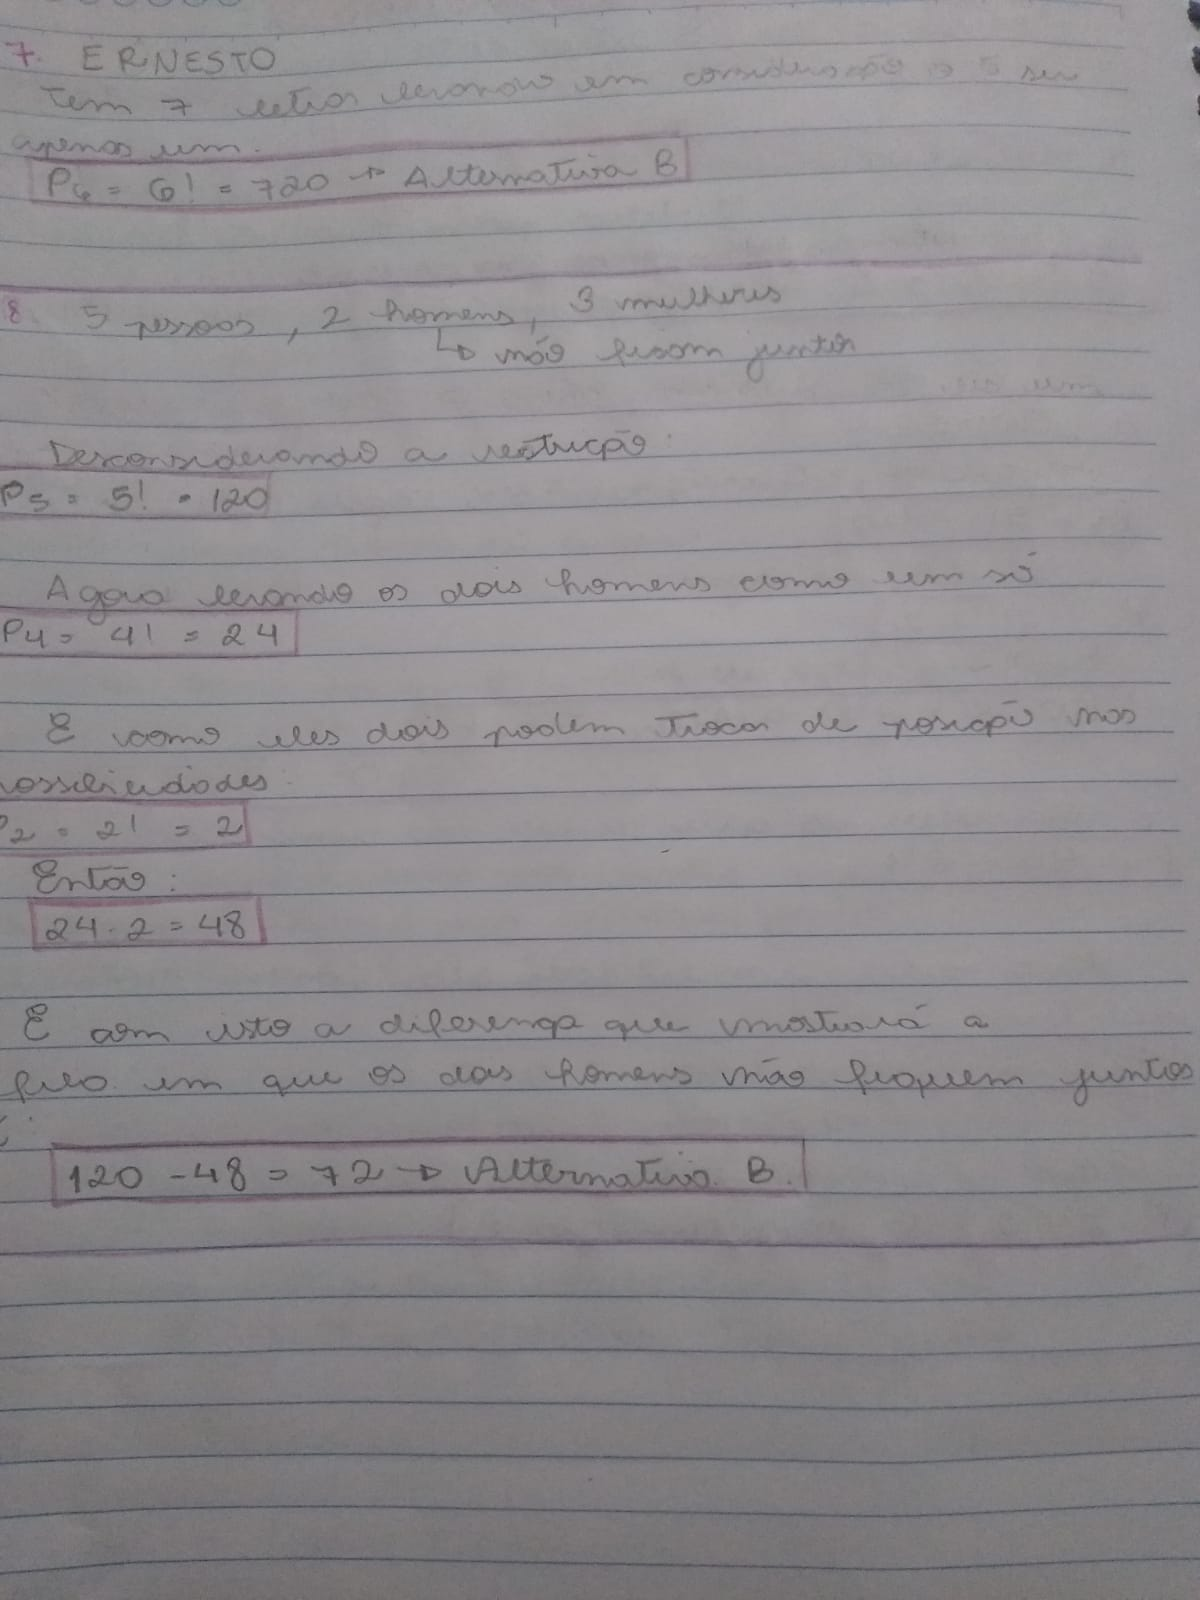 7. ERNESTO
Tem 7 letras levando em consideração o S ser
apenas um.
P6 = 6! = 720 → Alternativa B
8. 5 pessoas, 2 homens, 3 mulheres
↳ não ficam juntos
Desconsiderando a restrição:
P5 = 5! = 120
Agora levando os dois homens como um só
P4 = 4! = 24
E como eles dois podem trocar de posição nas
ossibilidades:
P2 = 2! = 2
Então:
24 . 2 = 48
E com isto a diferença que mostrará a
fila em que os dois homens não fiquem juntos
:
120 - 48 = 72 → Alternativa B.